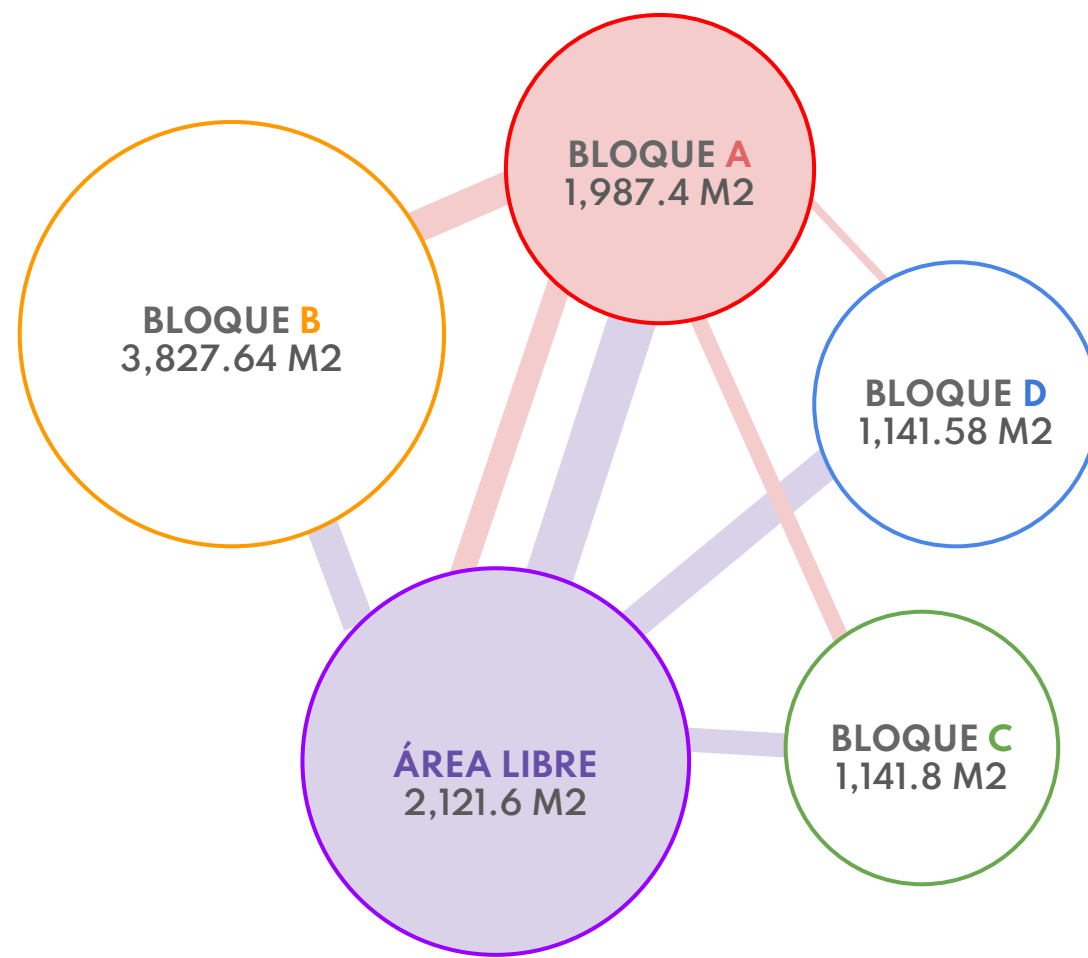 BLOQUE A
1,987.4 M2
BLOQUE B
3,827.64 M2
BLOQUE D
1,141.58 M2
BLOQUE C
1,141.8 M2
ÁREA LIBRE
2,121.6 M2